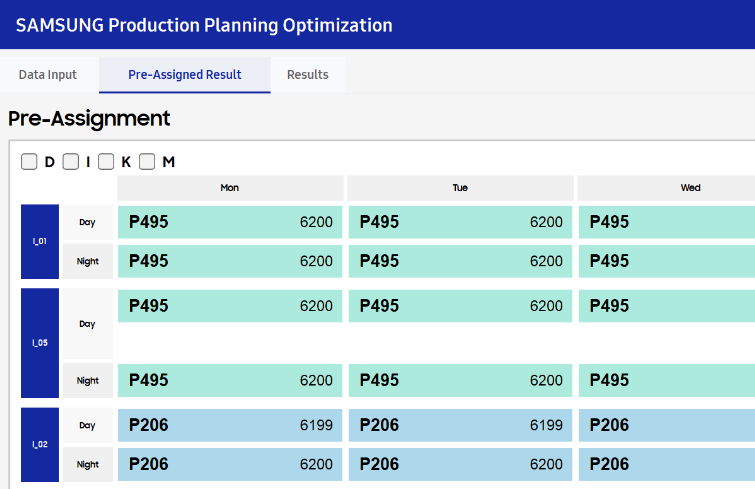 SAMSUNG Production Planning Optimization
Data Input Pre-Assigned Result Results
Pre-Assignment
D I K M
Mon Tue Wed
I_01 Day P495 6200 P495 6200 P495
Night P495 6200 P495 6200 P495
I_05 Day P495 6200 P495 6200 P495
Night P495 6200 P495 6200 P495
I_02 Day P206 6199 P206 6199 P206
Night P206 6200 P206 6200 P206